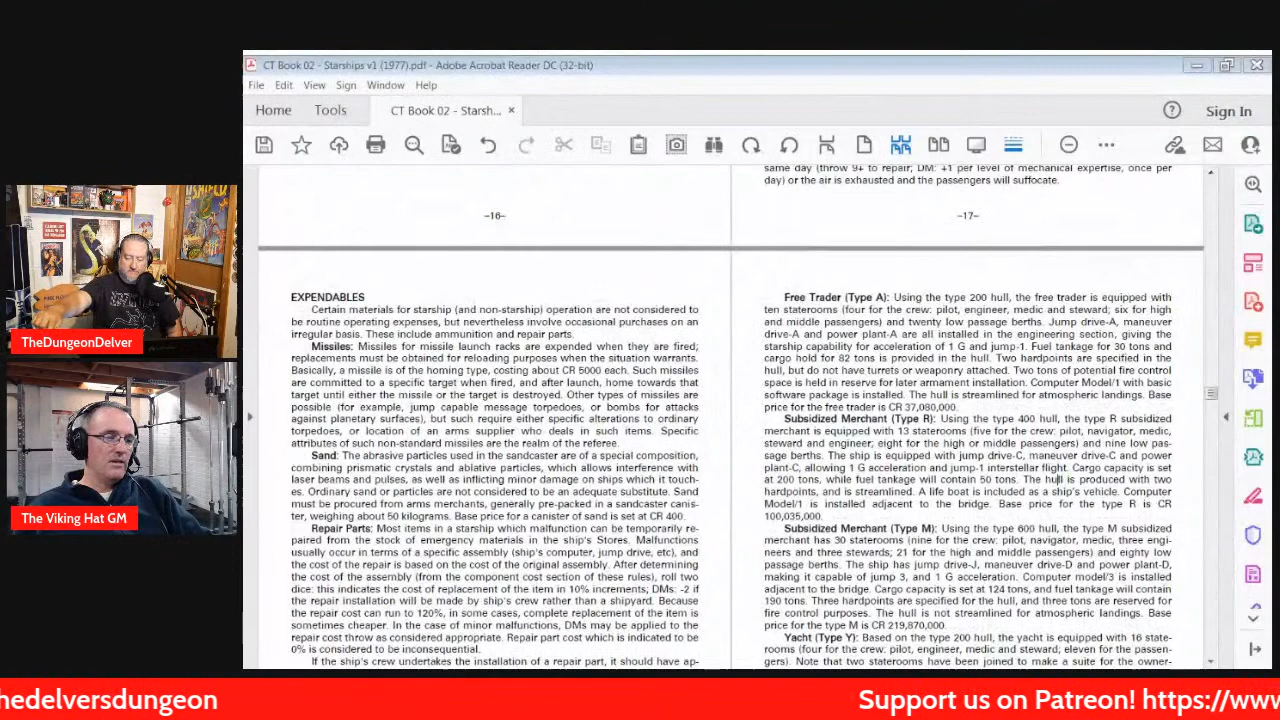 CT Book 02 - Starships v1 (1977).pdf - Adobe Acrobat Reader DC (32-bit)
File Edit View Sign Window Help
Home Tools CT Book 02 - Starsh... × Sign In
–16–
EXPENDABLES
Certain materials for starship (and non-starship) operation are not considered to
be routine operating expenses, but nevertheless involve occasional purchases on an
irregular basis. These include ammunition and repair parts.
Missiles: Missiles for missile launch racks are expended when they are fired;
replacements must be obtained for reloading purposes when the situation warrants.
Basically, a missile is of the homing type, costing about CR 5000 each. Such missiles
are committed to a specific target when fired, and after launch, home towards that
target until either the missile or the target is destroyed. Other types of missiles are
possible (for example, jump capable message torpedoes, or bombs for attacks
against planetary surfaces), but such require either specific alterations to ordinary
torpedoes, or location of an arms supplier who deals in such items. Specific
attributes of such non-standard missiles are the realm of the referee.
Sand: The abrasive particles used in the sandcaster are of a special composition,
combining prismatic crystals and ablative particles, which allows interference with
laser beams and pulses, as well as inflicting minor damage on ships which it touch-
es. Ordinary sand or particles are not considered to be an adequate substitute. Sand
must be procured from arms merchants, generally pre-packed in a sandcaster canis-
ter, weighing about 50 kilograms. Base price for a canister of sand is set at CR 400.
Repair Parts: Most items in a starship which malfunction can be temporarily re-
paired from the stock of emergency materials in the ship's Stores. Malfunctions
usually occur in terms of a specific assembly (ship's computer, jump drive, etc), and
the cost of the repair is based on the cost of the original assembly. After determining
the cost of the assembly (from the component cost section of these rules), roll two
dice: this indicates the cost of replacement of the item in 10% increments; DMs: -2 if
the repair installation will be made by ship's crew rather than a shipyard. Because
the repair cost can run to 120%, in some cases, complete replacement of the item is
sometimes cheaper. In the case of minor malfunctions, DMs may be applied to the
repair cost throw as considered appropriate. Repair part cost which is indicated to be
0% is considered to be inconsequential.
If the ship's crew undertakes the installation of a repair part, it should have ap-
same day (throw 9+ to repair; DM: +1 per level of mechanical expertise, once per
day) or the air is exhausted and the passengers will suffocate.
–17–
Free Trader (Type A): Using the type 200 hull, the free trader is equipped with
ten staterooms (four for the crew: pilot, engineer, medic and steward; six for high
and middle passengers) and twenty low passage berths. Jump drive-A, maneuver
drive-A and power plant-A are all installed in the engineering section, giving the
starship capability for acceleration of 1 G and jump-1. Fuel tankage for 30 tons and
cargo hold for 82 tons is provided in the hull. Two hardpoints are specified in the
hull, but do not have turrets or weaponry attached. Two tons of potential fire control
space is held in reserve for later armament installation. Computer Model/1 with basic
software package is installed. The hull is streamlined for atmospheric landings. Base
price for the free trader is CR 37,080,000.
Subsidized Merchant (Type R): Using the type 400 hull, the type R subsidized
merchant is equipped with 13 staterooms (five for the crew: pilot, navigator, medic,
steward and engineer; eight for the high or middle passengers) and nine low pas-
sage berths. The ship is equipped with jump drive-C, maneuver drive-C and power
plant-C, allowing 1 G acceleration and jump-1 interstellar flight. Cargo capacity is set
at 200 tons, while fuel tankage will contain 50 tons. The hull is produced with two
hardpoints, and is streamlined. A life boat is included as a ship's vehicle. Computer
Model/1 is installed adjacent to the bridge. Base price for the type R is CR
100,035,000.
Subsidized Merchant (Type M): Using the type 600 hull, the type M subsidized
merchant has 30 staterooms (nine for the crew: pilot, navigator, medic, three engi-
neers and three stewards; 21 for the high and middle passengers) and eighty low
passage berths. The ship has jump drive-J, maneuver drive-D and power plant-D,
making it capable of jump 3, and 1 G acceleration. Computer model/3 is installed
adjacent to the bridge. Cargo capacity is set at 124 tons, and fuel tankage will contain
190 tons. Three hardpoints are specified for the hull, and three tons are reserved for
fire control purposes. The hull is not streamlined for atmospheric landings. Base
price for the type M is CR 219,870,000.
Yacht (Type Y): Based on the type 200 hull, the yacht is equipped with 16 state-
rooms (four for the crew: pilot, engineer, medic and steward; eleven for the passen-
gers). Note that two staterooms have been joined to make a suite for the owner-
TheDungeonDelver
The Viking Hat GM
hedelversdungeon
Support us on Patreon! https://www